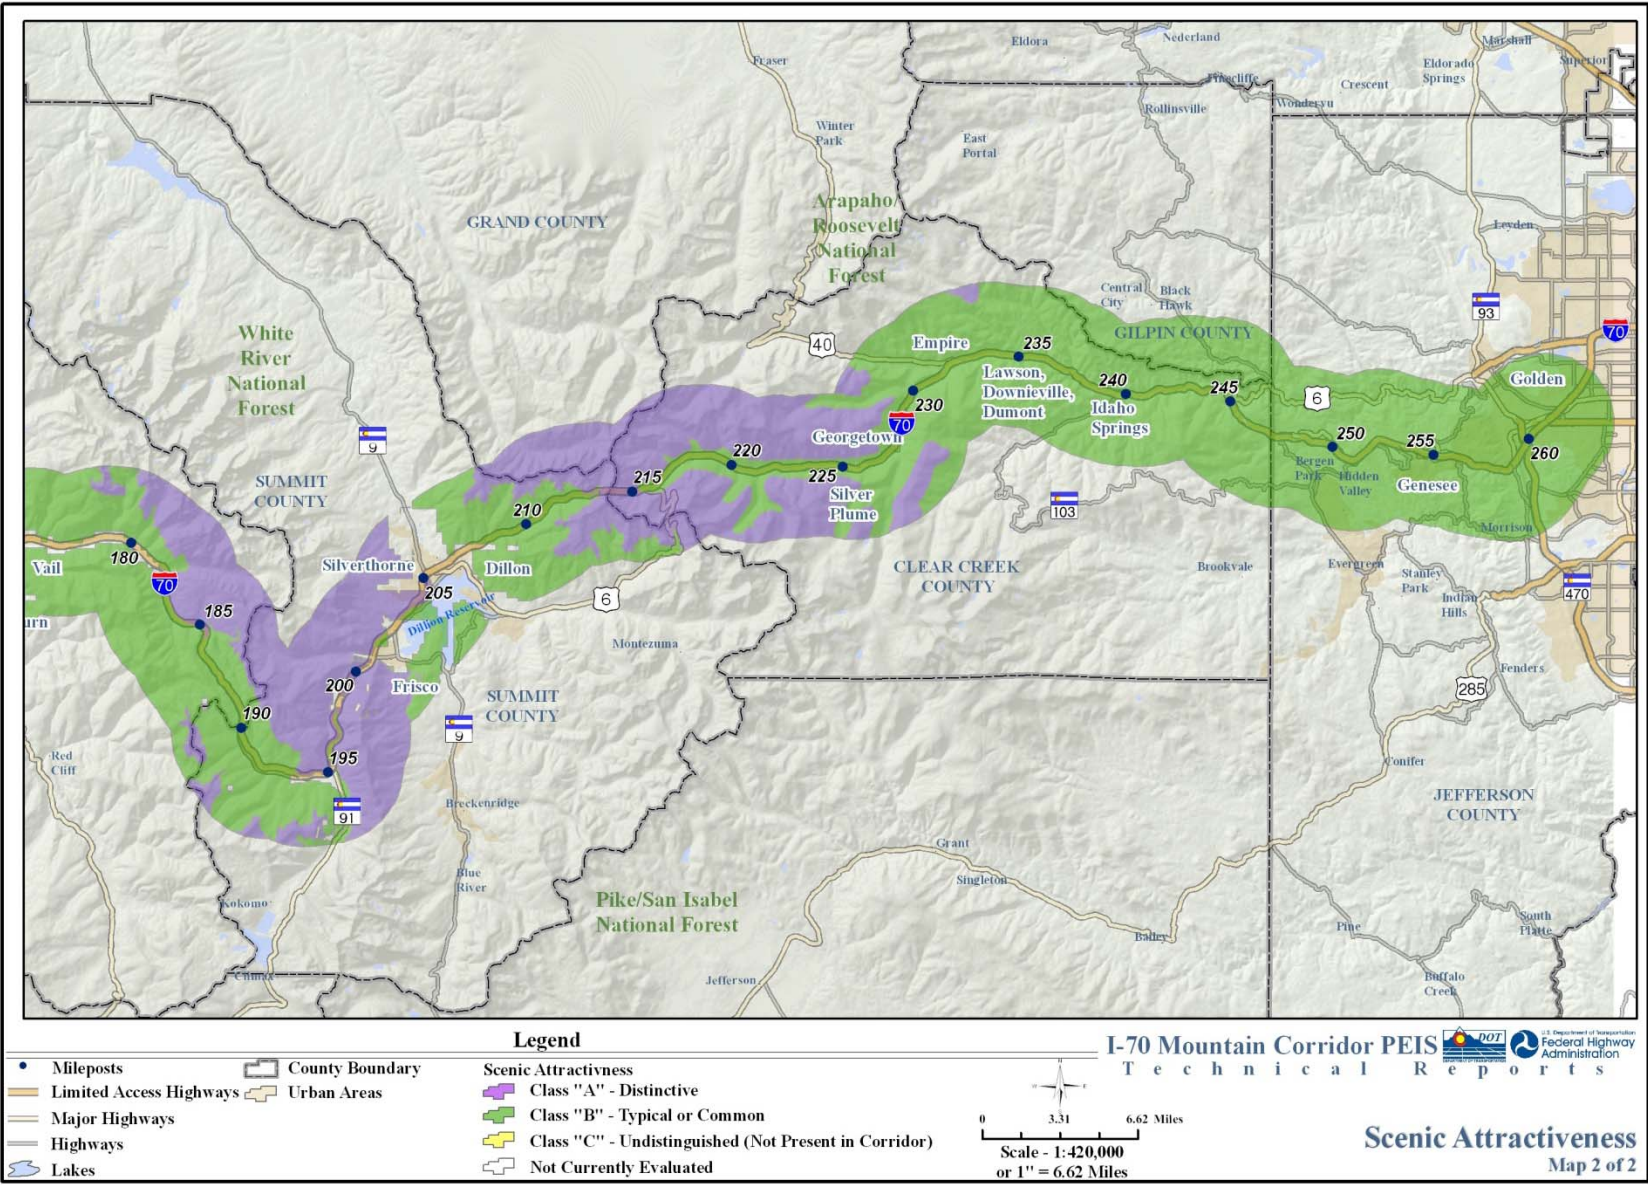 Eldora
Nederland
Marshall
Superior
Fraser
Eldorado
Springs
Pinecliffe
Crescent
Wondervu
Rollinsville
Winter
Park
East
Portal
Arapaho/
Roosevelt
National
Forest
GRAND COUNTY
Leyden
Central
City
Black
Hawk
93
70
White
River
National
Forest
GILPIN COUNTY
40
Empire
235
Lawson,
Downieville,
Dumont
240
Idaho
Springs
245
6
Golden
230
70
Georgetown
9
250
255
260
Bergen
Park
Hidden
Valley
Genesee
SUMMIT
COUNTY
215
220
225
Silver
Plume
210
103
Morrison
Vail
180
70
Silverthorne
Dillon
205
Dillion Reservoir
6
CLEAR CREEK
COUNTY
Brookvale
Evergreen
Stanley
Park
Indian
Hills
470
185
urn
Montezuma
Fenders
200
Frisco
SUMMIT
COUNTY
285
190
9
195
Red
Cliff
Conifer
91
Breckenridge
JEFFERSON
COUNTY
Grant
Singleton
Blue
River
Kokomo
Pike/San Isabel
National Forest
Bailey
Pine
South
Platte
Climax
Jefferson
Buffalo
Creek
Legend
Mileposts
Limited Access Highways
Major Highways
Highways
Lakes
County Boundary
Urban Areas
Scenic Attractivness
Class "A" - Distinctive
Class "B" - Typical or Common
Class "C" - Undistinguished (Not Present in Corridor)
Not Currently Evaluated
0 3.31 6.62 Miles
Scale - 1:420,000
or 1" = 6.62 Miles
I-70 Mountain Corridor PEIS
Technical Reports
DOT
U.S. Department of Transportation
Federal Highway
Administration
Scenic Attractiveness
Map 2 of 2